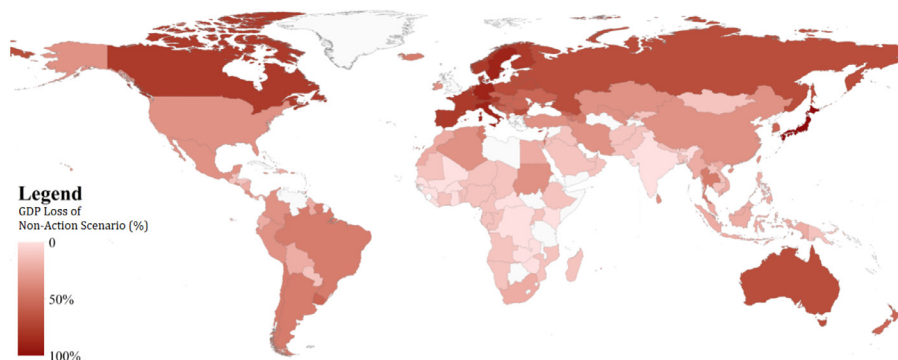 Legend
GDP Loss of
Non-Action Scenario (%)
0
50%
100%